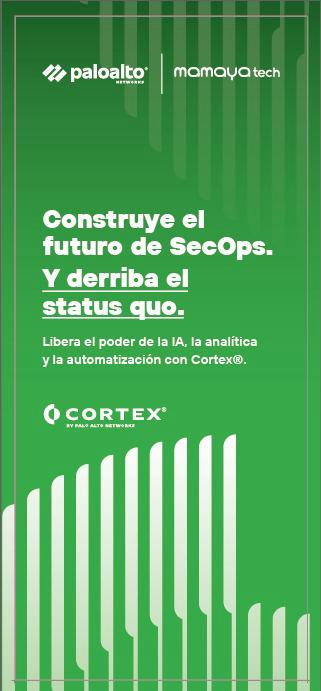 paloalto®
NETWORKS
mamaya tech
Construye el
futuro de SecOps.
Y derriba el
status quo.
Libera el poder de la IA, la analítica
y la automatización con Cortex®.
CORTEX®
BY PALO ALTO NETWORKS